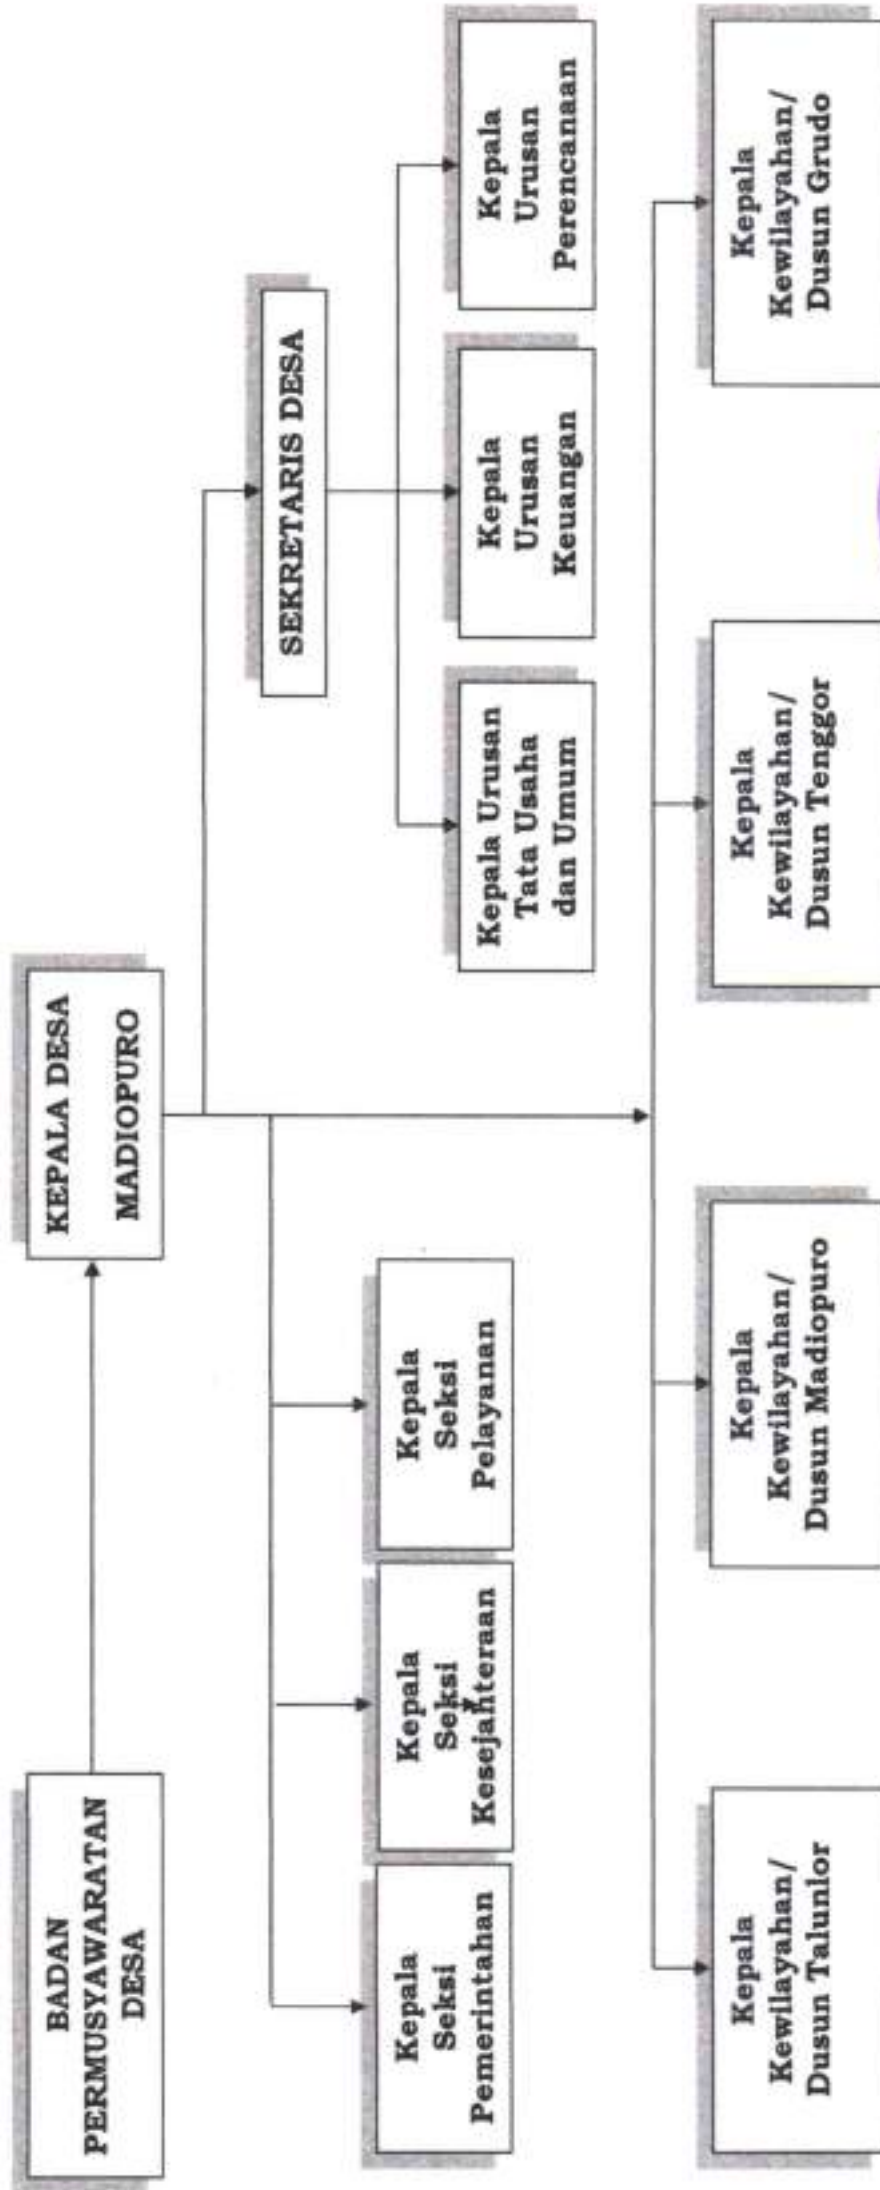 BADAN
PERMUSYAWARATAN
DESA
KEPALA DESA
MADIOPURO
SEKRETARIS DESA
Kepala
Seksi
Pemerintahan
Kepala
Seksi
Kesejahteraan
Kepala
Seksi
Pelayanan
Kepala Urusan
Tata Usaha
dan Umum
Kepala
Urusan
Keuangan
Kepala
Urusan
Perencanaan
Kepala
Kewilayahan/
Dusun Talunlor
Kepala
Kewilayahan/
Dusun Madiopuro
Kepala
Kewilayahan/
Dusun Tenggor
Kepala
Kewilayahan/
Dusun Grudo